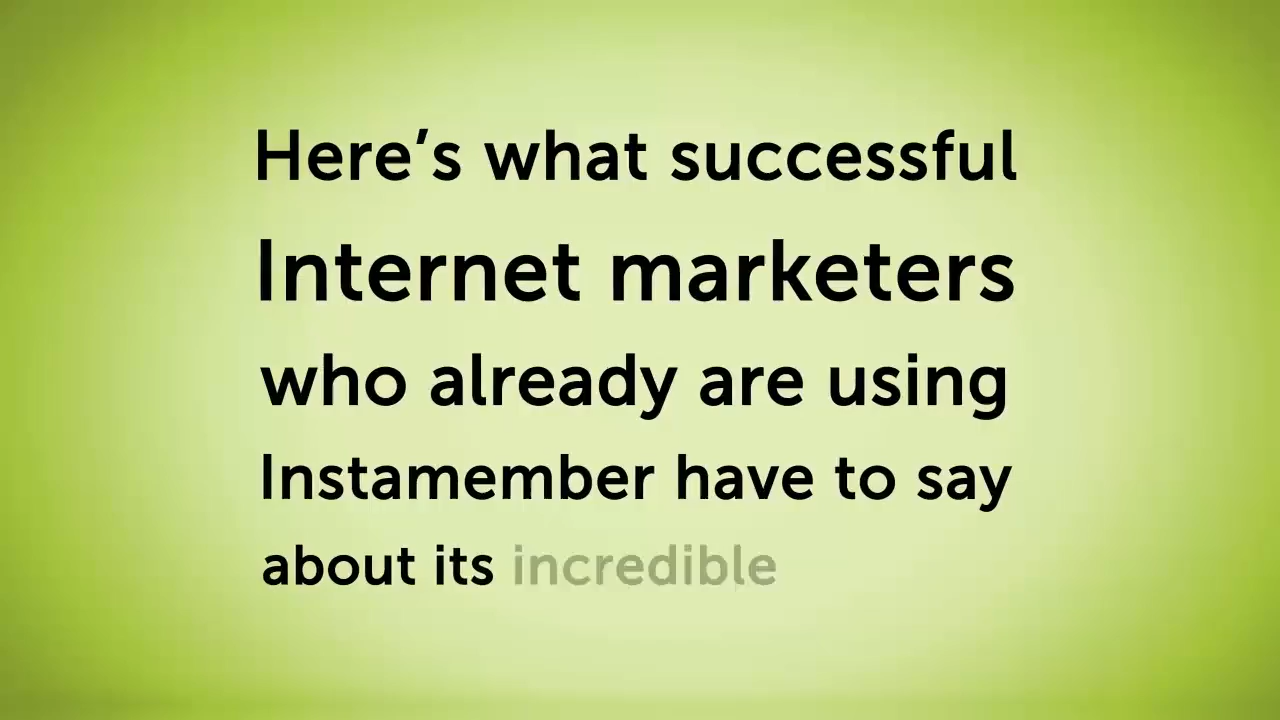 Here’s what successful
Internet marketers
who already are using
Instamember have to say
about its incredible